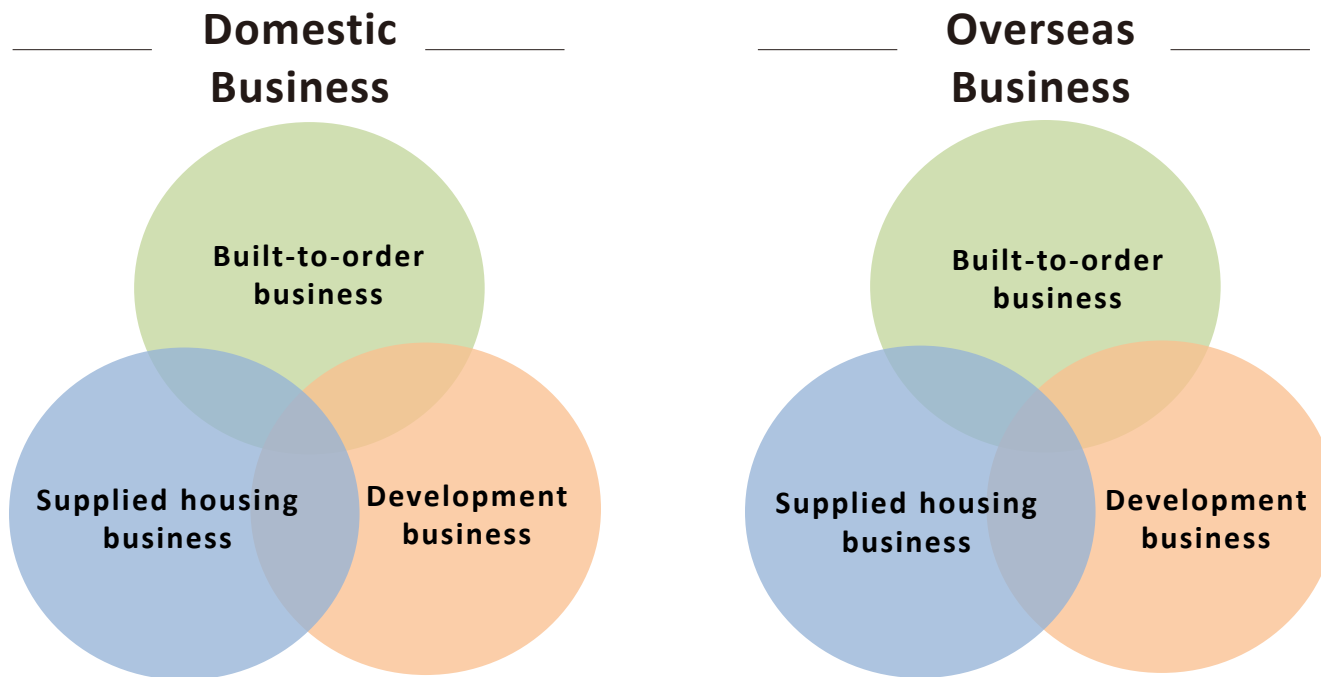 Domestic
Business
Built-to-order
business
Supplied housing
business
Development
business
Overseas
Business
Built-to-order
business
Supplied housing
business
Development
business